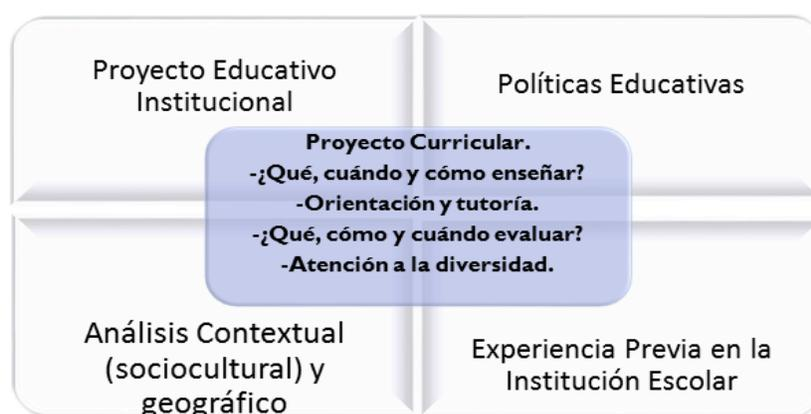 Proyecto Educativo
Institucional
Políticas Educativas
Proyecto Curricular.
-¿Qué, cuándo y cómo enseñar?
-Orientación y tutoría.
-¿Qué, cómo y cuándo evaluar?
-Atención a la diversidad.
Análisis Contextual
(sociocultural) y
geográfico
Experiencia Previa en la
Institución Escolar